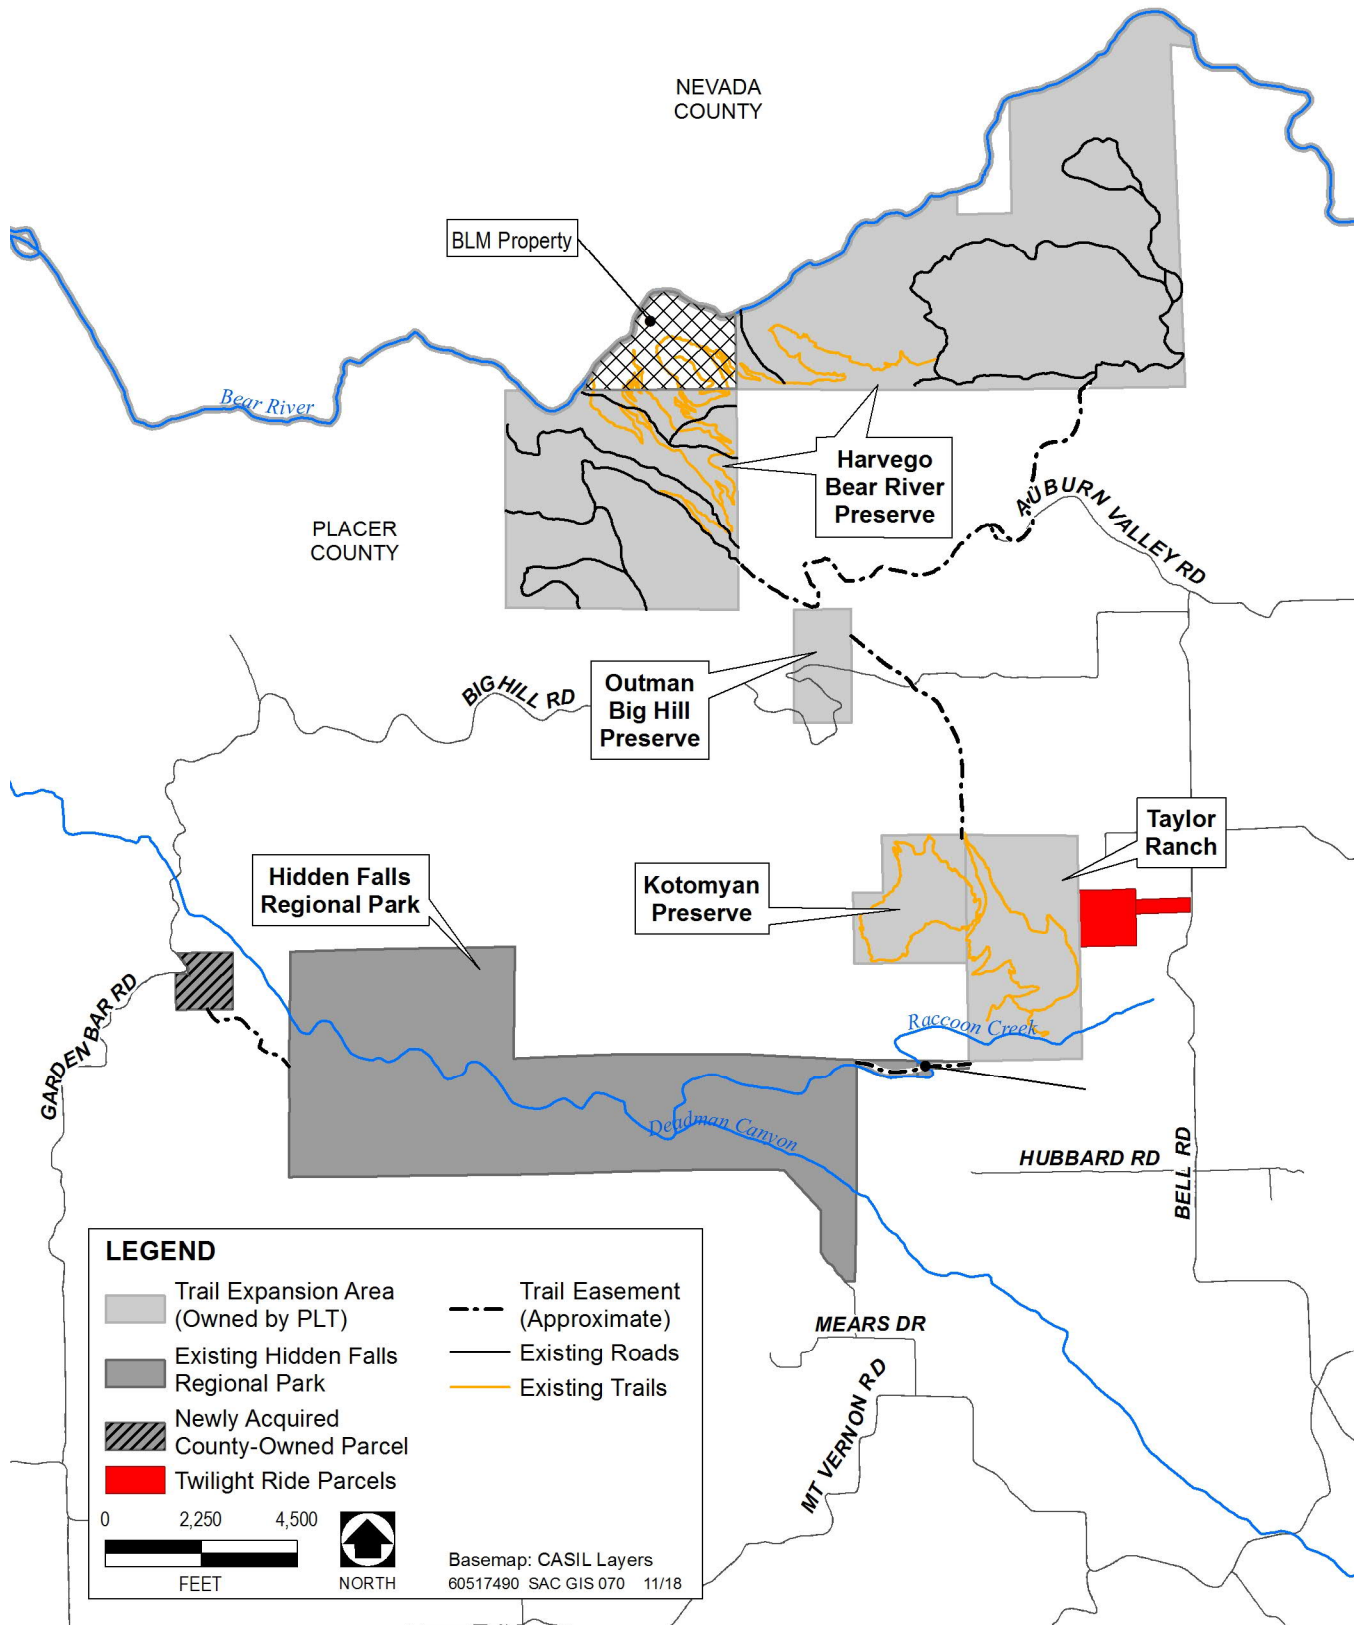 NEVADA
COUNTY
BLM Property
Bear River
Harvego
Bear River
Preserve
AUBURN VALLEY RD
PLACER
COUNTY
BIG HILL RD
Outman
Big Hill
Preserve
Taylor
Ranch
Hidden Falls
Regional Park
Kotomyan
Preserve
GARDEN BAR RD
Raccoon Creek
Deadman Canyon
HUBBARD RD
BELL RD
MEARS DR
MT VERNON RD
LEGEND
Trail Expansion Area
(Owned by PLT)
Existing Hidden Falls
Regional Park
Newly Acquired
County-Owned Parcel
Twilight Ride Parcels
Trail Easement
(Approximate)
Existing Roads
Existing Trails
0 2,250 4,500
FEET
NORTH
Basemap: CASIL Layers
60517490 SAC GIS 070 11/18